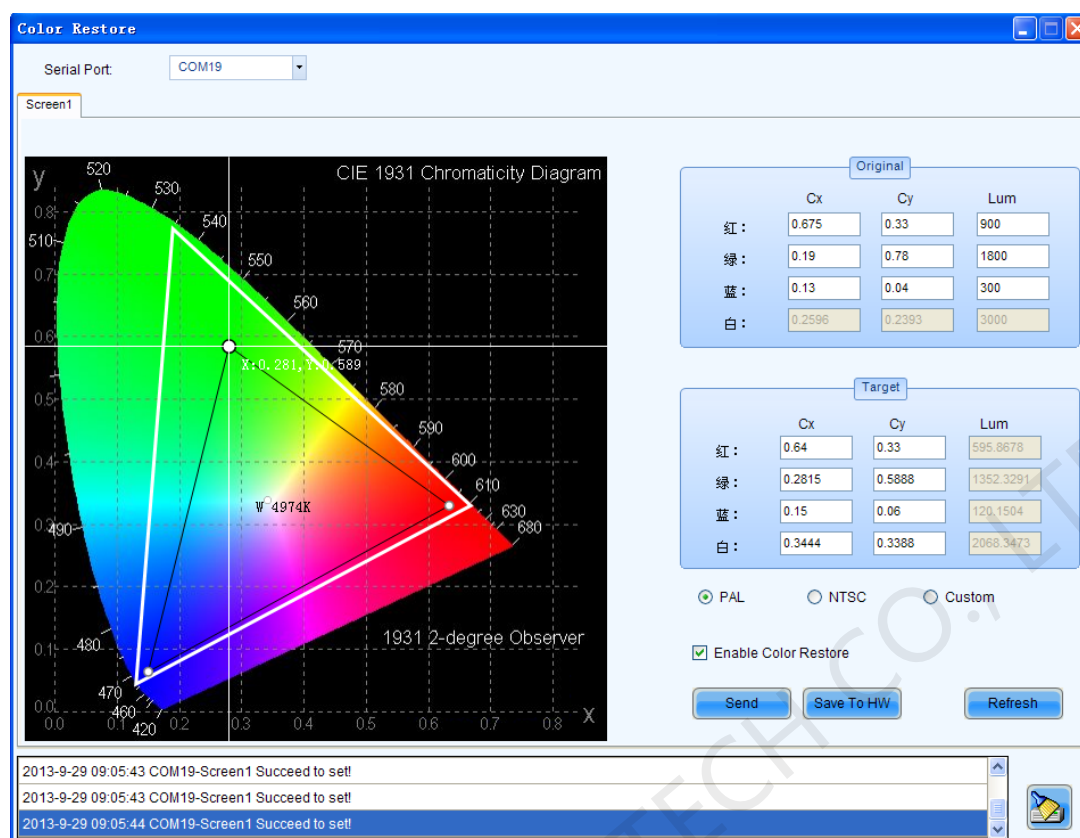 Color Restore
Serial Port: COM19
Screen1
CIE 1931 Chromaticity Diagram
y
520
530
540
0.8
510
550
0.7
560
0.6
570
X:0.281,Y:0.589
580
0.5
590
0.4
600
610
W 4974K
630
0.3
490
680
0.2
480
1931 2-degree Observer
0.1
470
460
420
0.0
0.0 0.1 0.2 0.3 0.4 0.5 0.6 0.7 0.8 X
Original
Cx Cy Lum
红: 0.675 0.33 900
绿: 0.19 0.78 1800
蓝: 0.13 0.04 300
白: 0.2596 0.2393 3000
Target
Cx Cy Lum
红: 0.64 0.33 595.8678
绿: 0.2815 0.5888 1352.3291
蓝: 0.15 0.06 120.1504
白: 0.3444 0.3388 2068.3473
PAL NTSC Custom
Enable Color Restore
Send Save To HW Refresh
2013-9-29 09:05:43 COM19-Screen1 Succeed to set!
2013-9-29 09:05:43 COM19-Screen1 Succeed to set!
2013-9-29 09:05:44 COM19-Screen1 Succeed to set!
TECH CO., LT